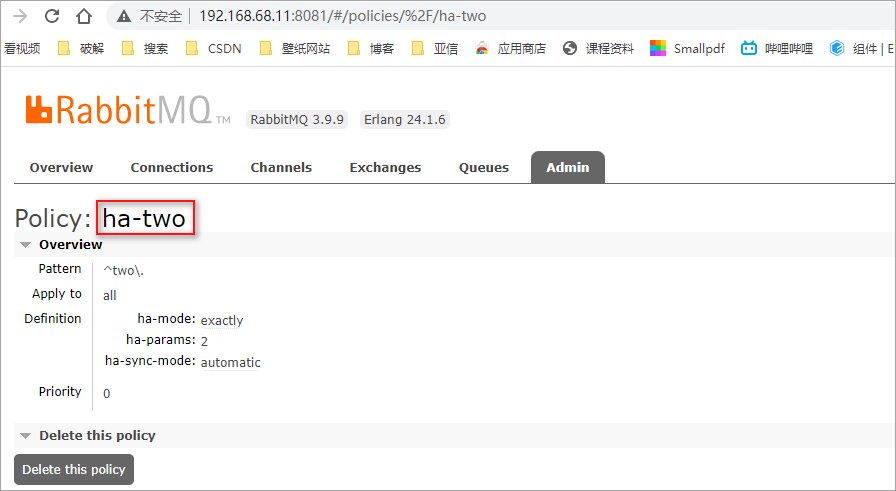 不安全 | 192.168.68.11:8081/#/policies/%2F/ha-two
看视频 破解 搜索 CSDN 壁纸网站 博客 亚信 应用商店 课程资料 Smallpdf 哔哩哔哩 组件 | E
RabbitMQ TM RabbitMQ 3.9.9 Erlang 24.1.6
Overview Connections Channels Exchanges Queues Admin
Policy: ha-two
Overview
Pattern ^two\.
Apply to all
Definition ha-mode: exactly
ha-params: 2
ha-sync-mode: automatic
Priority 0
Delete this policy
Delete this policy